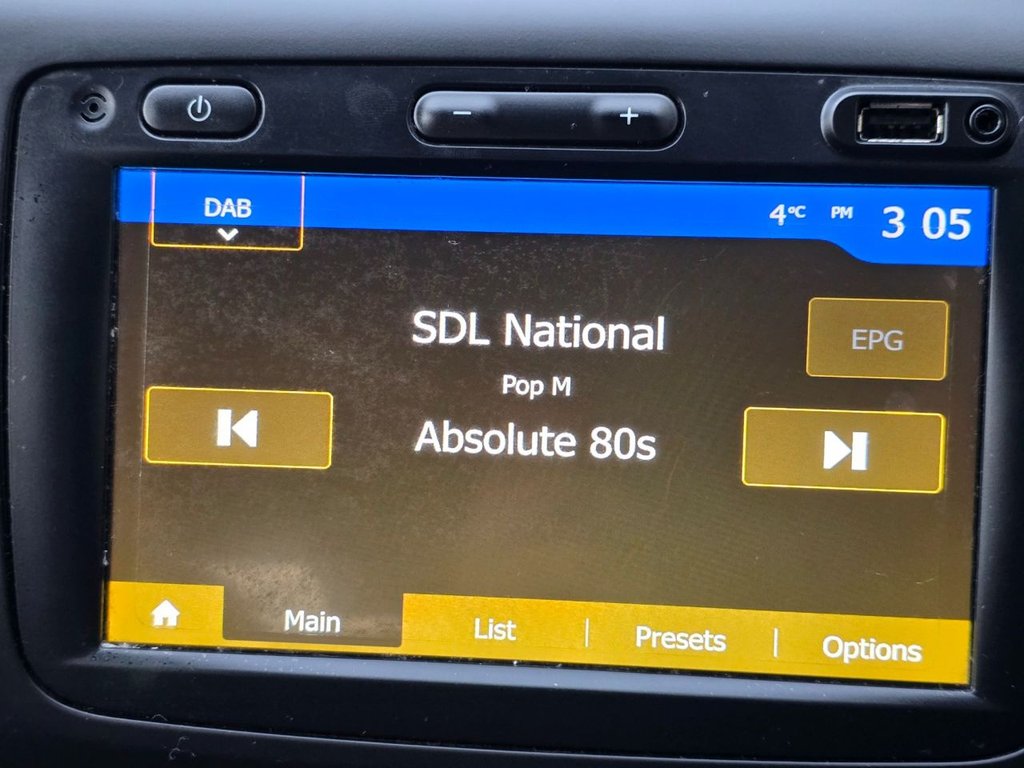 DAB
4°C PM 3 05
SDL National
EPG
Pop M
Absolute 80s
Main List Presets Options